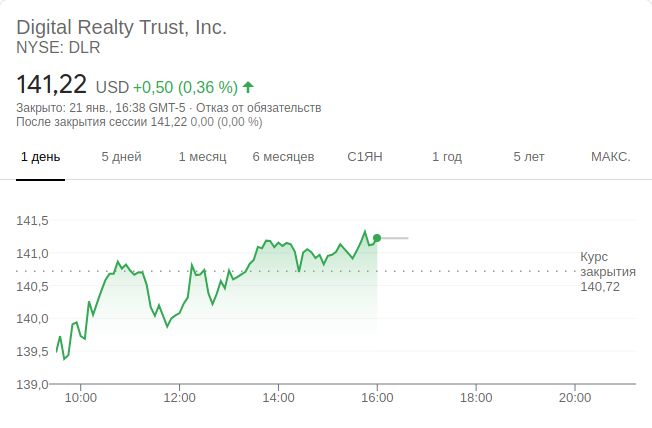 Digital Realty Trust, Inc.
NYSE: DLR
141,22 USD +0,50 (0,36 %)
Закрыто: 21 янв., 16:38 GMT-5 · Отказ от обязательств
После закрытия сессии 141,22 0,00 (0,00 %)
1 день 5 дней 1 месяц 6 месяцев С1ЯН 1 год 5 лет МАКС.
141,5
141,0
140,5
140,0
139,5
139,0
Курс
закрытия
140,72
10:00 12:00 14:00 16:00 18:00 20:00